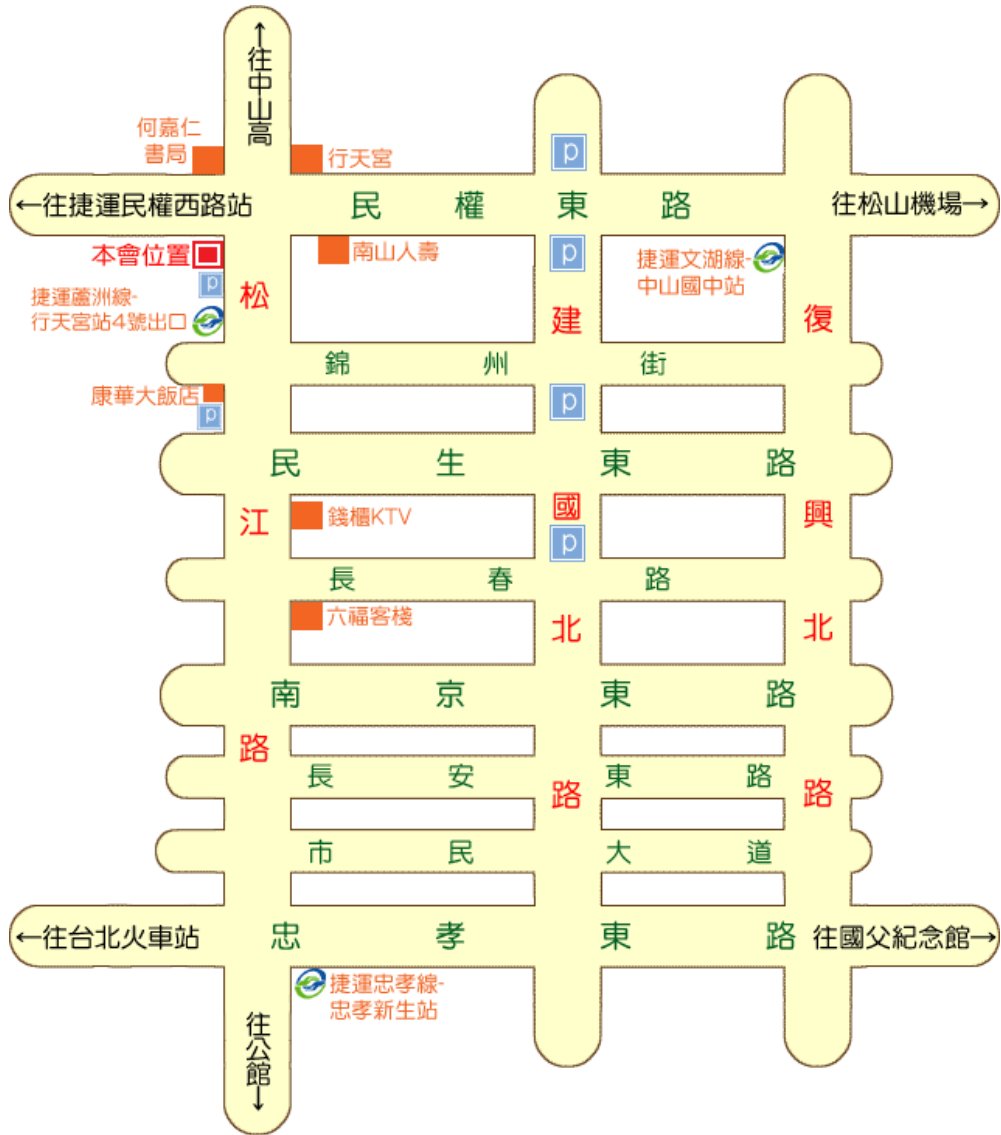 ←往中山高
何嘉仁
書局
行天宮
p
←往捷運民權西路站
民權東路
往松山機場→
本會位置
南山人壽
p
捷運文湖線-
中山國中站
p
捷運蘆洲線-
行天宮站4號出口
松江路
建國北路
復興北路
錦州街
康華大飯店
p
p
民生東路
錢櫃KTV
p
長春路
六福客棧
南京東路
長安東路
市民大道
←往台北火車站
忠孝東路
往國父紀念館→
捷運忠孝線-
忠孝新生站
往公館→